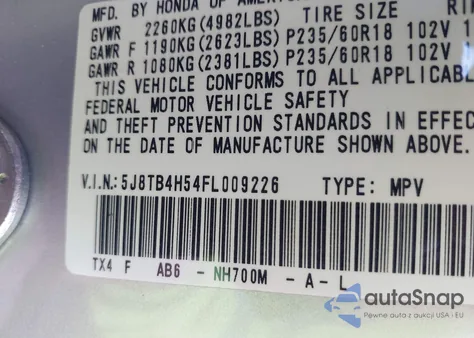 MFD. BY HONDA OF AMER
GVWR 2260KG(4982LBS) TIRE SIZE
GAWR F 1190KG(2623LBS) P235/60R18 102V
GAWR R 1080KG(2381LBS) P235/60R18 102V
THIS VEHICLE CONFORMS TO ALL
FEDERAL MOTOR VEHICLE SAFETY
AND THEFT PREVENTION STANDARDS IN
ON THE DATE OF MANUFACTURE SHOWN ABOVE.
V.I.N.: 5J8TB4H54FL009226 TYPE: MPV
TX4 F AB6 - NH700M - A - L
autoSnap
Pewne auta z aukcji USA i EU